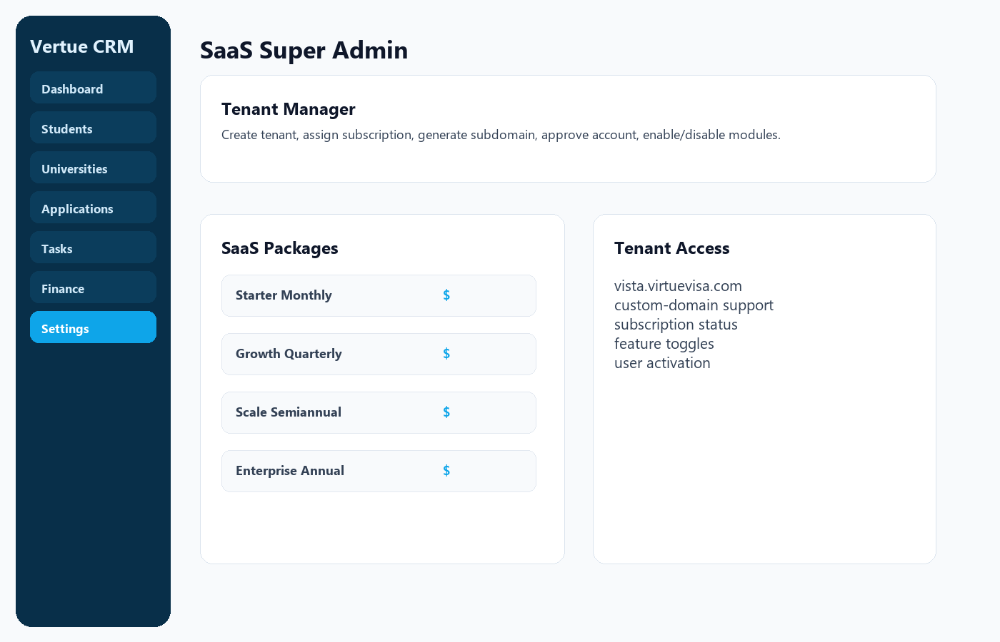 Vertue CRM
Dashboard
Students
Universities
Applications
Tasks
Finance
Settings
SaaS Super Admin
Tenant Manager
Create tenant, assign subscription, generate subdomain, approve account, enable/disable modules.
SaaS Packages
Starter Monthly $
Growth Quarterly $
Scale Semiannual $
Enterprise Annual $
Tenant Access
vista.virtuevisa.com
custom-domain support
subscription status
feature toggles
user activation